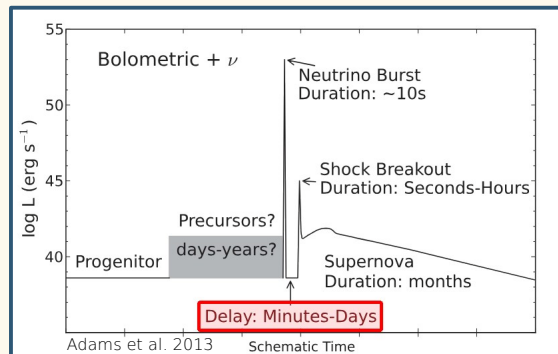 Bolometric + ν
Neutrino Burst
Duration: ~10s
Shock Breakout
Duration: Seconds-Hours
Precursors?
days-years?
Progenitor
Supernova
Duration: months
Delay: Minutes-Days
log L (erg s⁻¹)
55
50
45
40
Adams et al. 2013
Schematic Time